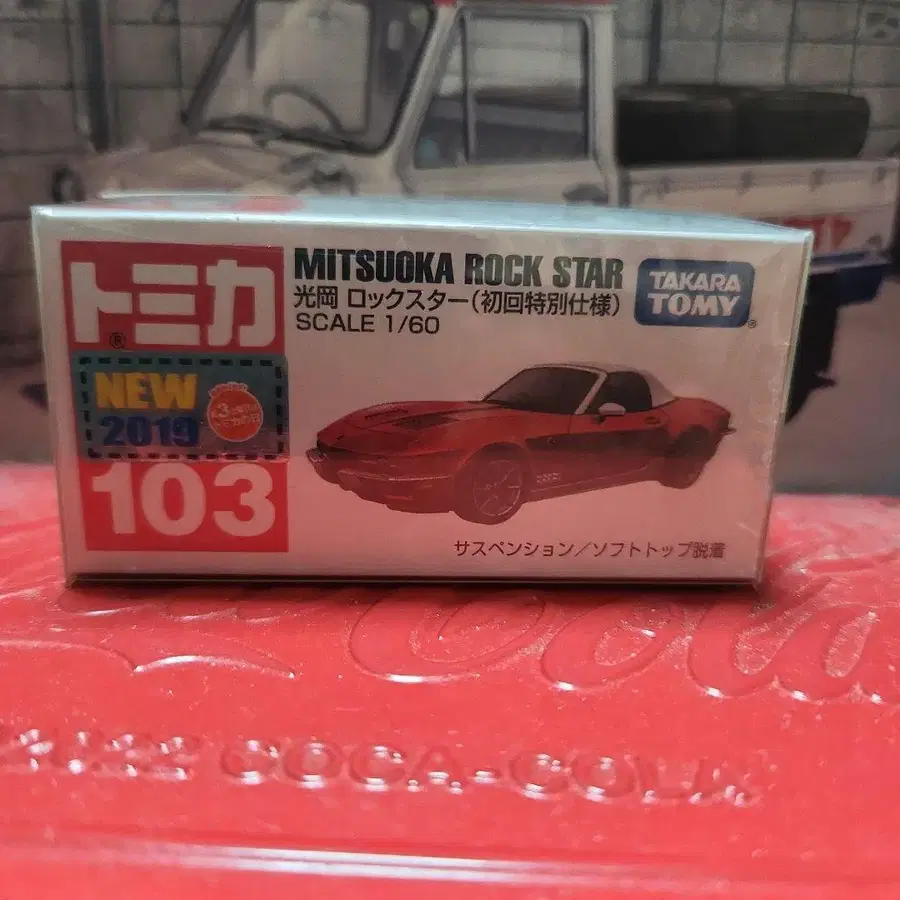 トミカ
®
MITSUOKA ROCK STAR
光岡 ロックスター(初回特別仕様)
SCALE 1/60
TAKARA
TOMY
®
NEW
2019
103
サスペンション/ソフトトップ脱着
Cola
COCA-COLA